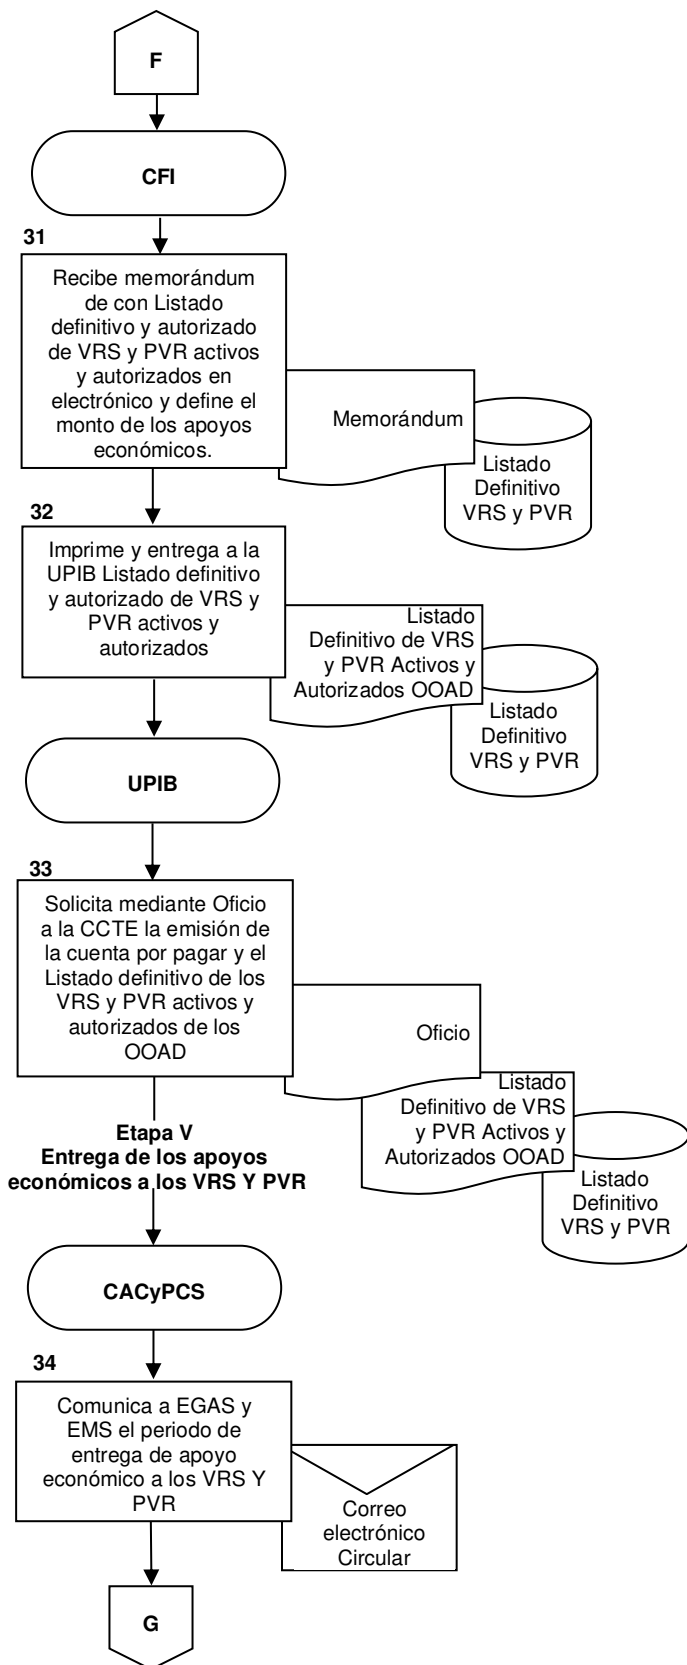 F
CFI
31
Recibe memorándum
de con Listado
definitivo y autorizado
de VRS y PVR activos
y autorizados en
electrónico y define el
monto de los apoyos
económicos.
Memorándum
Listado
Definitivo
VRS y PVR
32
Imprime y entrega a la
UPIB Listado definitivo
y autorizado de VRS y
PVR activos y
autorizados
Listado
Definitivo de VRS
y PVR Activos y
Autorizados OOAD
Listado
Definitivo
VRS y PVR
UPIB
33
Solicita mediante Oficio
a la CCTE la emisión de
la cuenta por pagar y el
Listado definitivo de los
VRS y PVR activos y
autorizados de los
OOAD
Oficio
Listado
Definitivo de VRS
y PVR Activos y
Autorizados OOAD
Listado
Definitivo
VRS y PVR
Etapa V
Entrega de los apoyos
económicos a los VRS Y PVR
CACyPCS
34
Comunica a EGAS y
EMS el periodo de
entrega de apoyo
económico a los VRS Y
PVR
Correo
electrónico
Circular
G